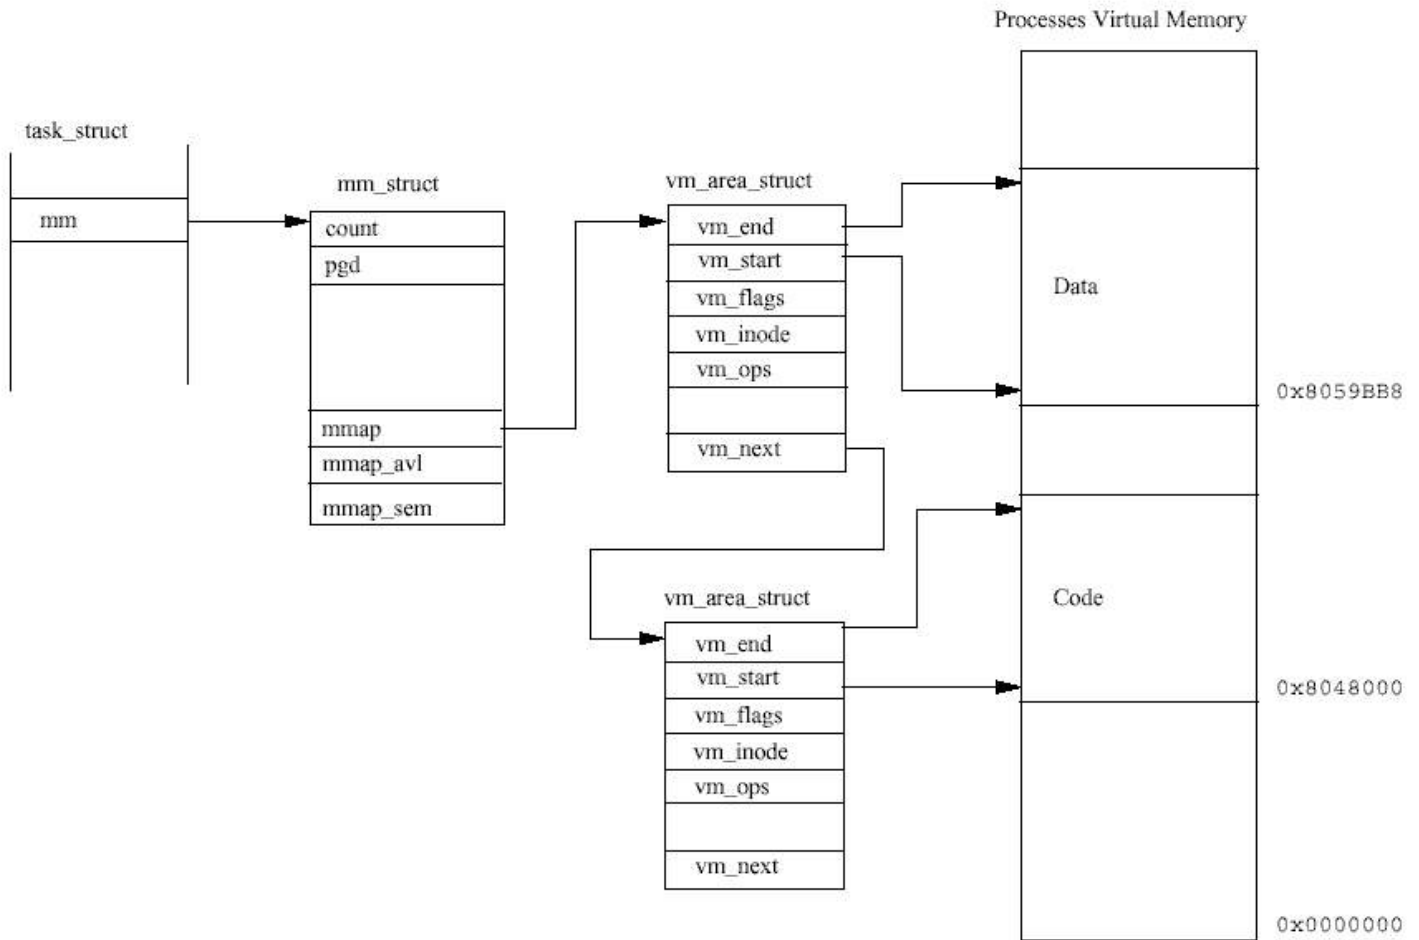 Processes Virtual Memory
task_struct
mm
mm_struct
count
pgd
mmap
mmap_avl
mmap_sem
vm_area_struct
vm_end
vm_start
vm_flags
vm_inode
vm_ops
vm_next
vm_area_struct
vm_end
vm_start
vm_flags
vm_inode
vm_ops
vm_next
Data
0x8059BB8
Code
0x8048000
0x0000000